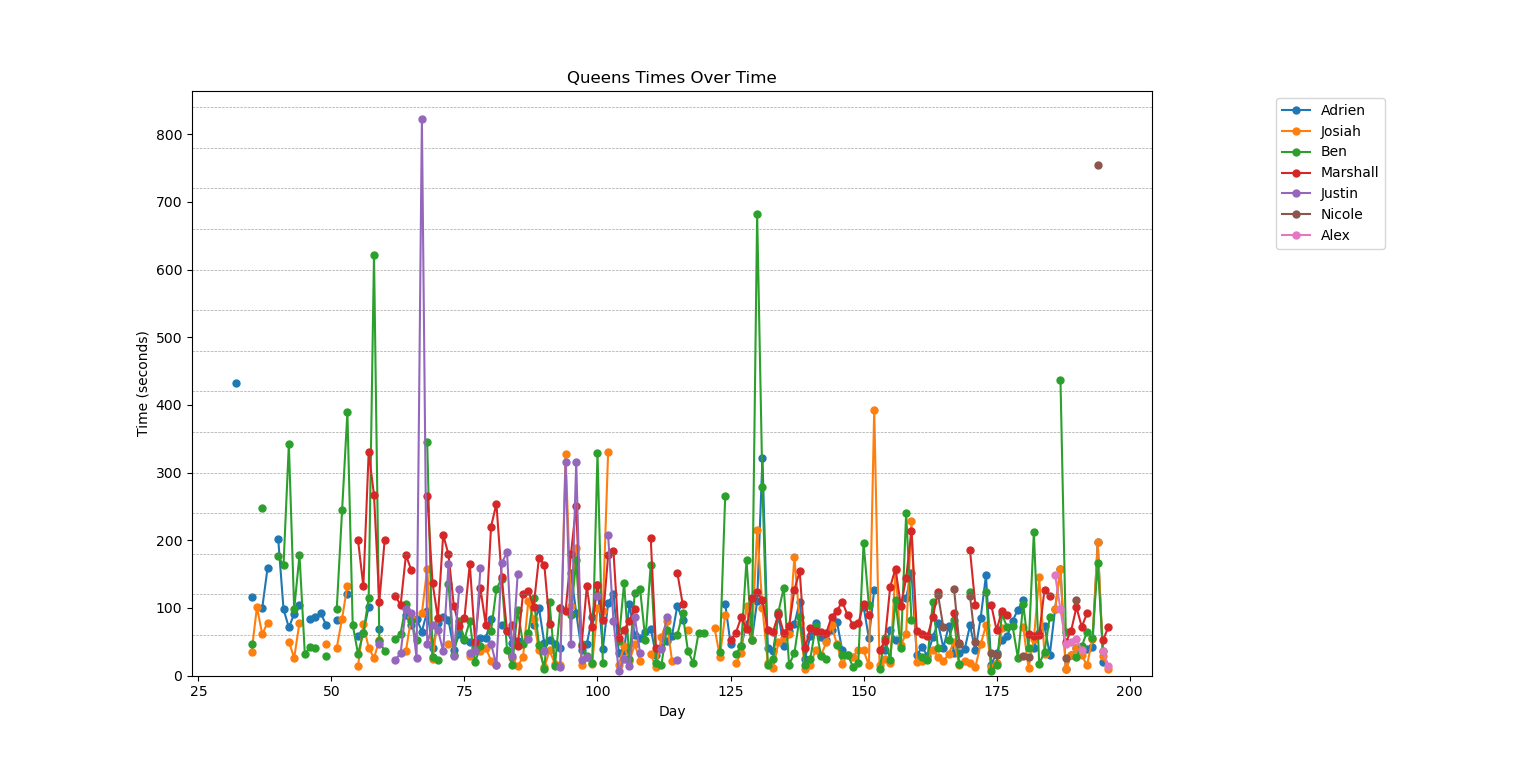 Queens Times Over Time
Adrien
Josiah
Ben
Marshall
Justin
Nicole
Alex
Time (seconds)
800
700
600
500
400
300
200
100
0
25
50
75
100
125
150
175
200
Day